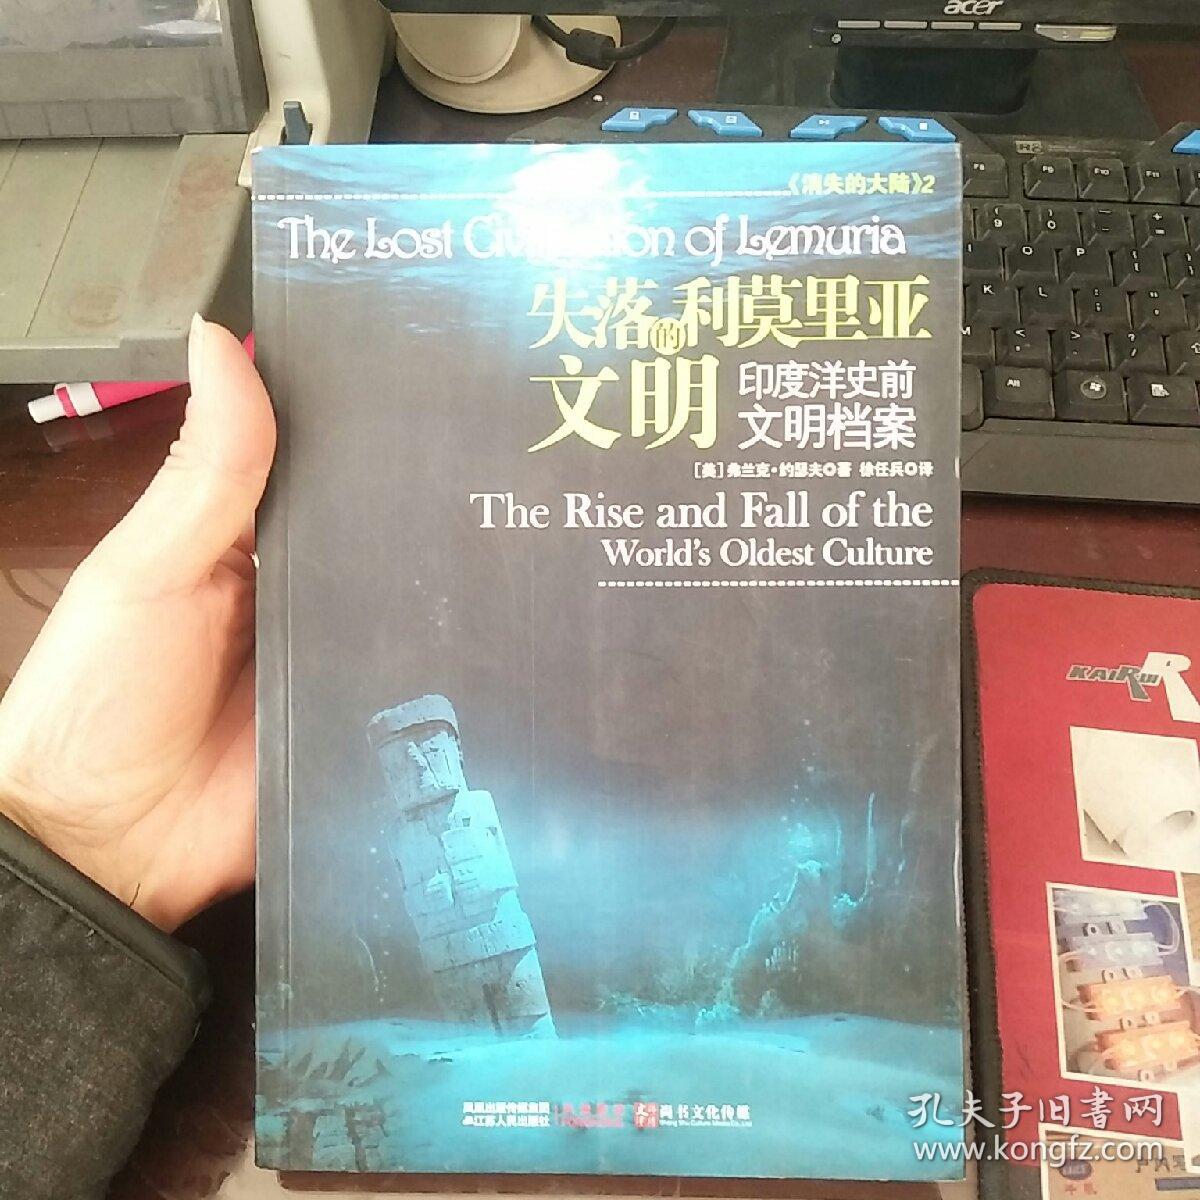 acer
《消失的大陆》2
The Lost Civilization of Lemuria
失落的利莫里亚
文明
印度洋史前
文明档案
[美]弗兰克·约瑟夫◎著 徐任兵◎译
The Rise and Fall of the
World's Oldest Culture
凤凰出版传媒集团
江苏人民出版社
尚书文化传媒
KAIRUI
孔夫子旧书网
www.kongfz.com